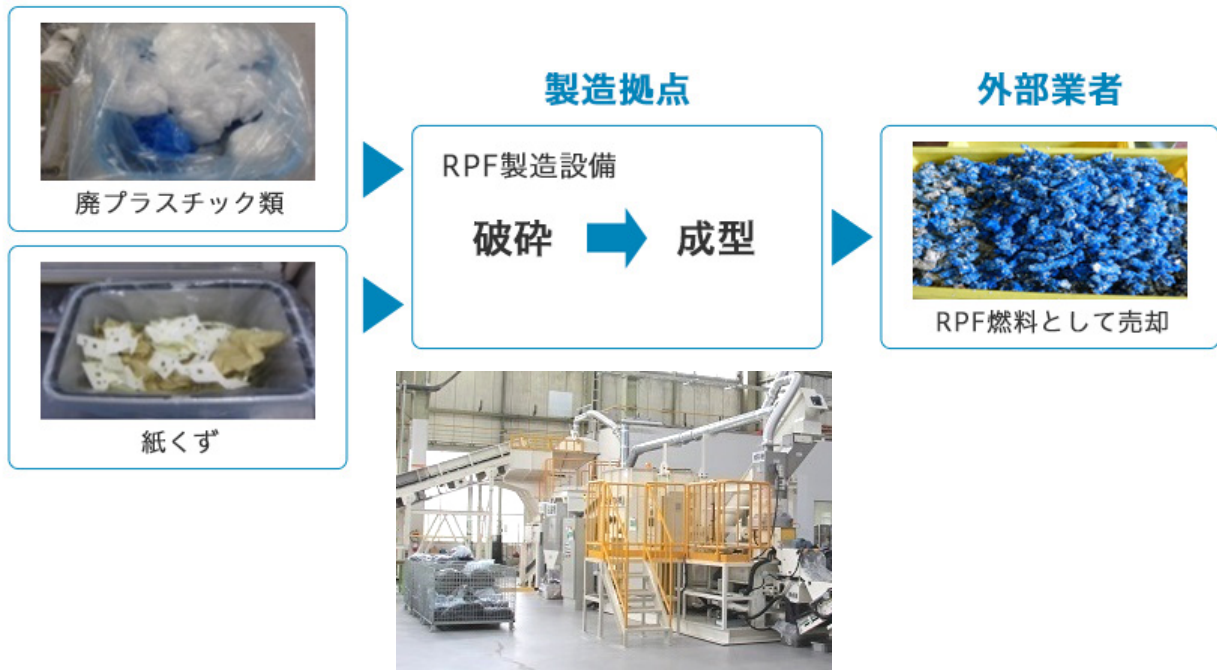 廃プラスチック類
紙くず
製造拠点
RPF製造設備
破砕
成型
外部業者
RPF燃料として売却